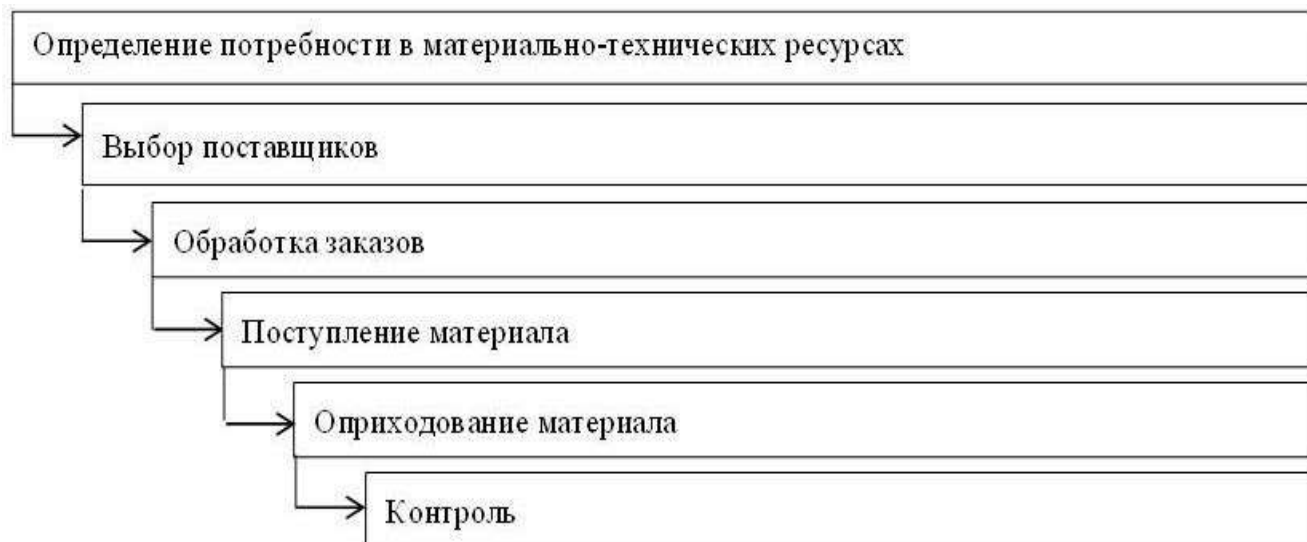 Определение потребности в материально-технических ресурсах
Выбор поставщиков
Обработка заказов
Поступление материала
Оприходование материала
Контроль